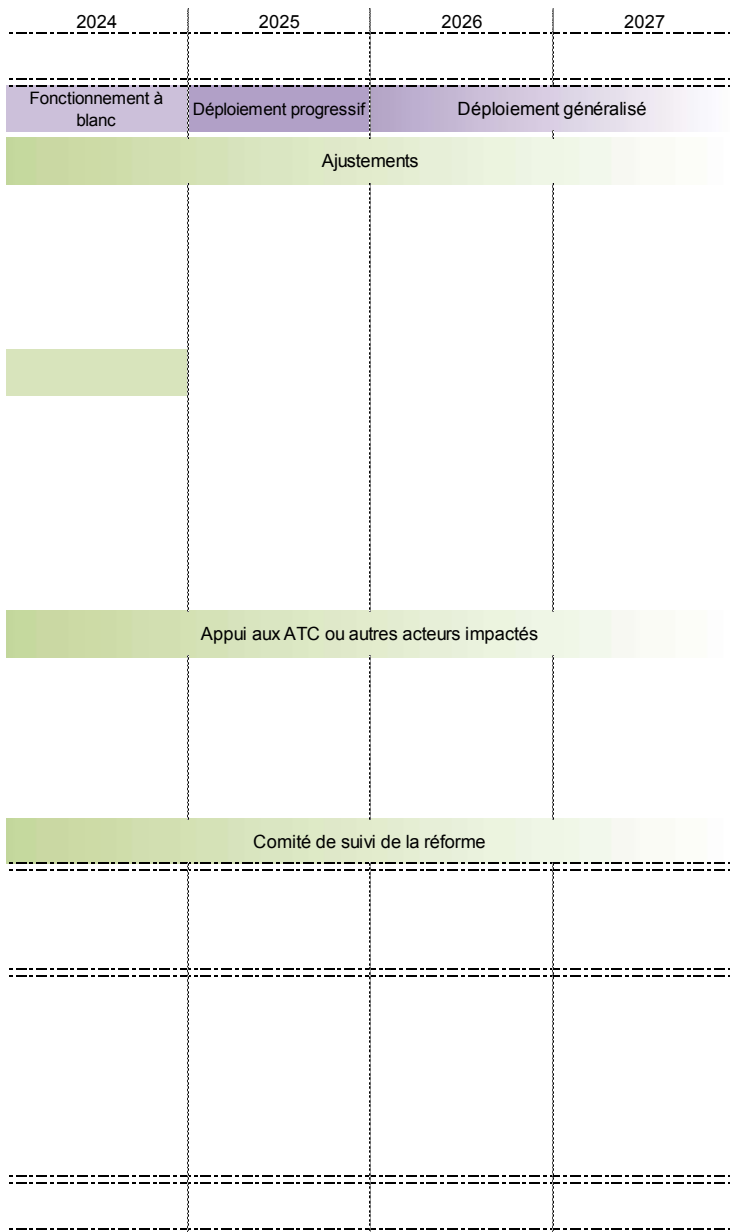 2024 2025 2026 2027
Fonctionnement à
blanc
Déploiement progressif
Déploiement généralisé
Ajustements
Appui aux ATC ou autres acteurs impactés
Comité de suivi de la réforme